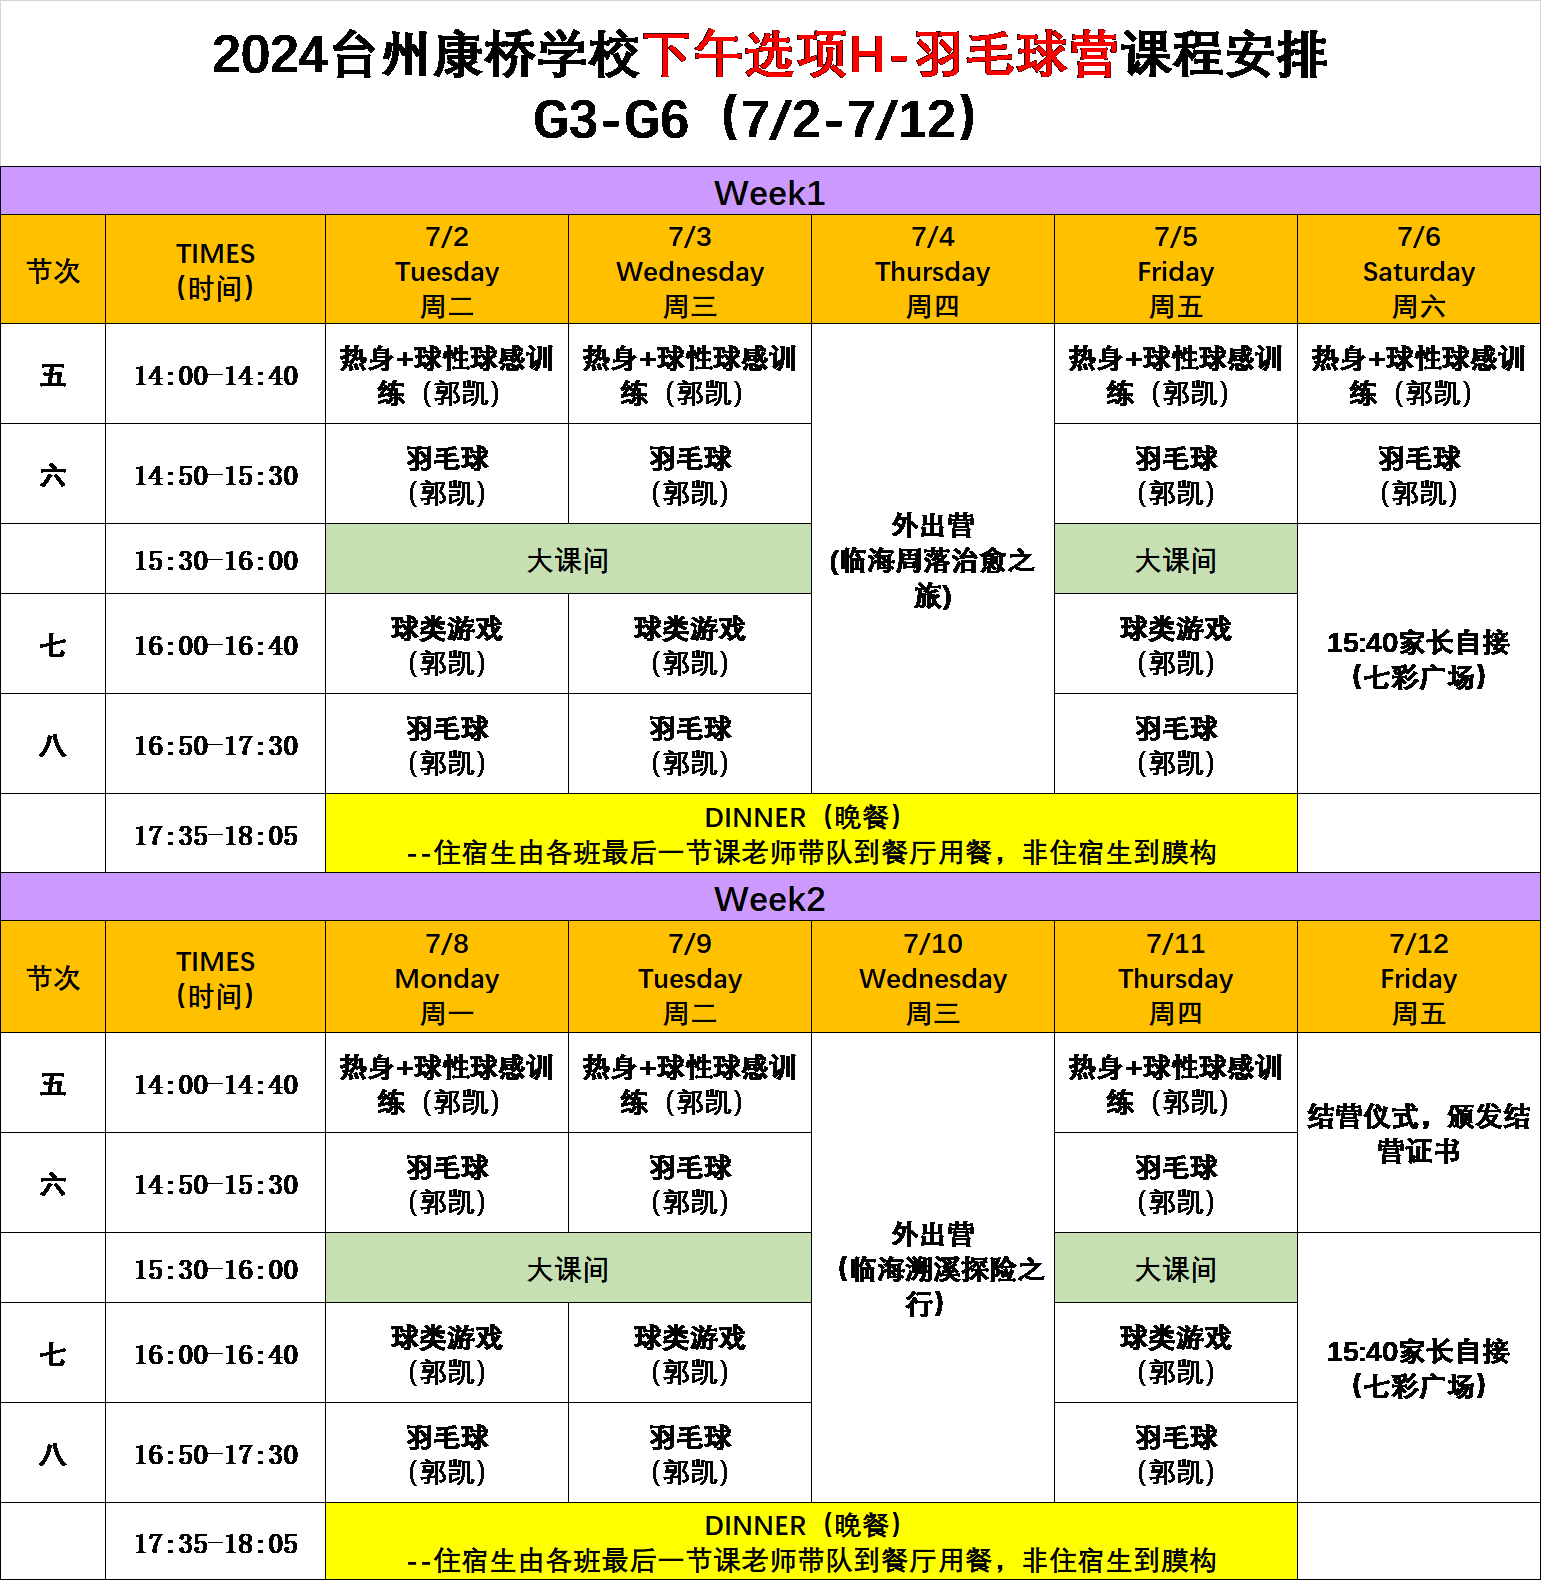 2024台州康桥学校下午选项H-羽毛球营课程安排
G3-G6（7/2-7/12）
Week1
节次
TIMES
（时间）
7/2
Tuesday
周二
7/3
Wednesday
周三
7/4
Thursday
周四
7/5
Friday
周五
7/6
Saturday
周六
五
14:00—14:40
热身+球性球感训
练（郭凯）
热身+球性球感训
练（郭凯）
外出营
(临海周落治愈之
旅)
热身+球性球感训
练（郭凯）
热身+球性球感训
练（郭凯）
六
14:50—15:30
羽毛球
（郭凯）
羽毛球
（郭凯）
羽毛球
（郭凯）
羽毛球
（郭凯）
15:30—16:00
大课间
大课间
15:40家长自接
（七彩广场）
七
16:00—16:40
球类游戏
（郭凯）
球类游戏
（郭凯）
球类游戏
（郭凯）
八
16:50—17:30
羽毛球
（郭凯）
羽毛球
（郭凯）
羽毛球
（郭凯）
17:35—18:05
DINNER（晚餐）
--住宿生由各班最后一节课老师带队到餐厅用餐，非住宿生到膜构
Week2
节次
TIMES
（时间）
7/8
Monday
周一
7/9
Tuesday
周二
7/10
Wednesday
周三
7/11
Thursday
周四
7/12
Friday
周五
五
14:00—14:40
热身+球性球感训
练（郭凯）
热身+球性球感训
练（郭凯）
外出营
（临海溯溪探险之
行）
热身+球性球感训
练（郭凯）
结营仪式，颁发结
营证书
六
14:50—15:30
羽毛球
（郭凯）
羽毛球
（郭凯）
羽毛球
（郭凯）
15:30—16:00
大课间
大课间
15:40家长自接
（七彩广场）
七
16:00—16:40
球类游戏
（郭凯）
球类游戏
（郭凯）
球类游戏
（郭凯）
八
16:50—17:30
羽毛球
（郭凯）
羽毛球
（郭凯）
羽毛球
（郭凯）
17:35—18:05
DINNER（晚餐）
--住宿生由各班最后一节课老师带队到餐厅用餐，非住宿生到膜构